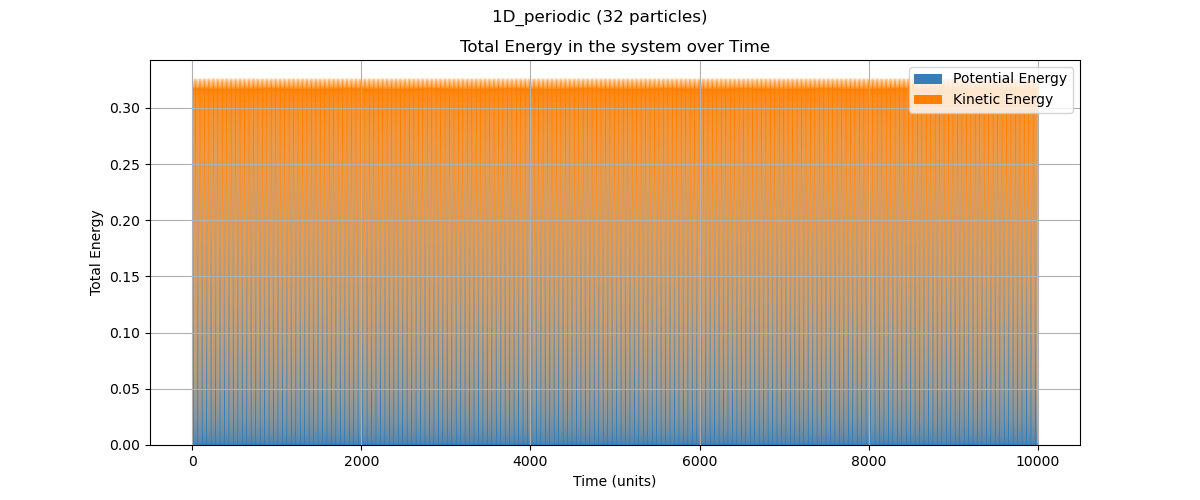 1D_periodic (32 particles)
Total Energy in the system over Time
Potential Energy
Kinetic Energy
Total Energy
0.30
0.25
0.20
0.15
0.10
0.05
0.00
0 2000 4000 6000 8000 10000
Time (units)